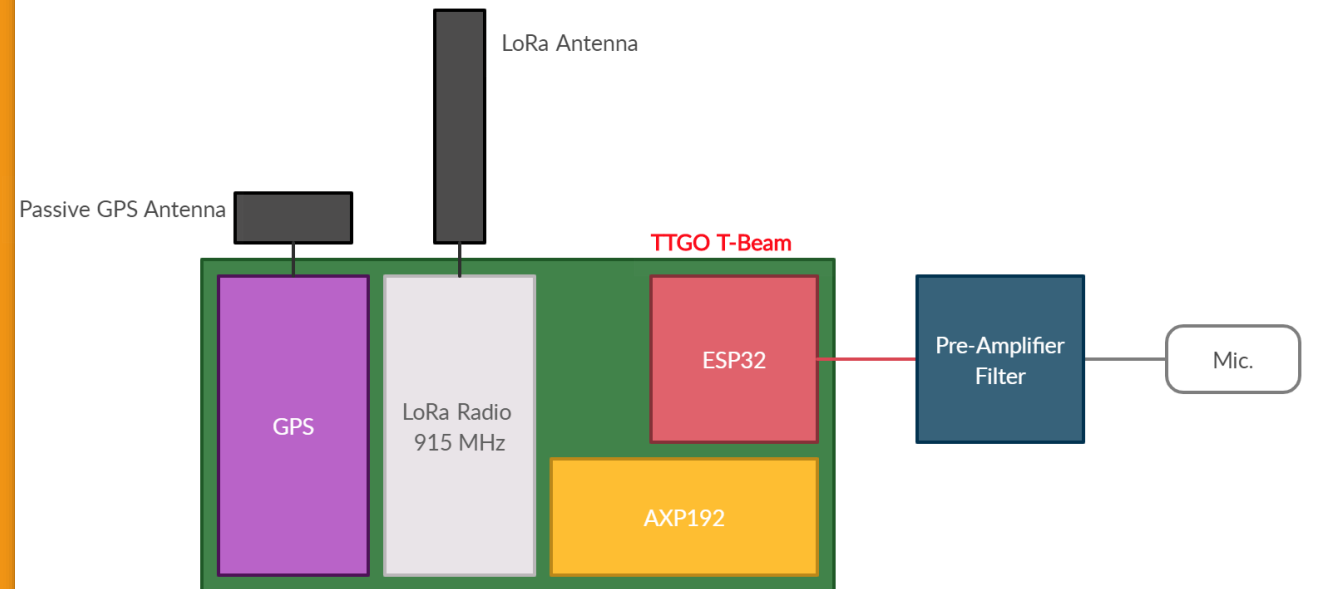 LoRa Antenna
Passive GPS Antenna
TTGO T-Beam
GPS
LoRa Radio
915 MHz
ESP32
AXP192
Pre-Amplifier
Filter
Mic.